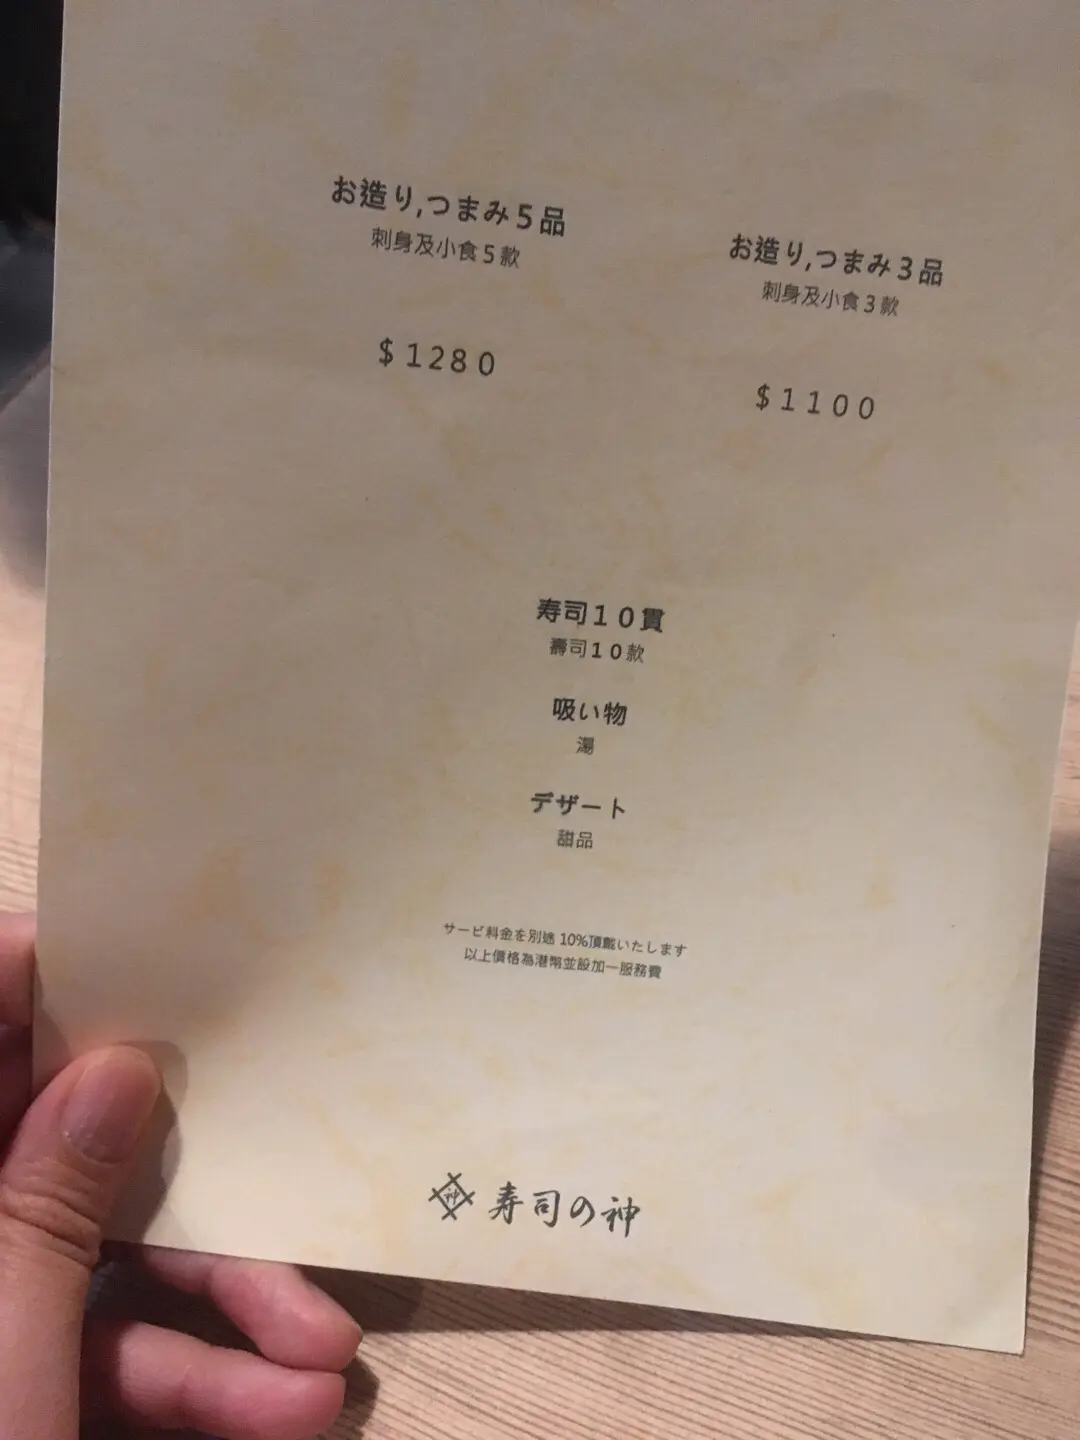 お造り,つまみ5品
刺身及小食5款
$1280
お造り,つまみ3品
刺身及小食3款
$1100
寿司10貫
壽司10款
吸い物
湯
デザート
甜品
サービ料金を別途 10%頂戴いたします
以上價格為港幣並設加一服務費
神 寿司の神